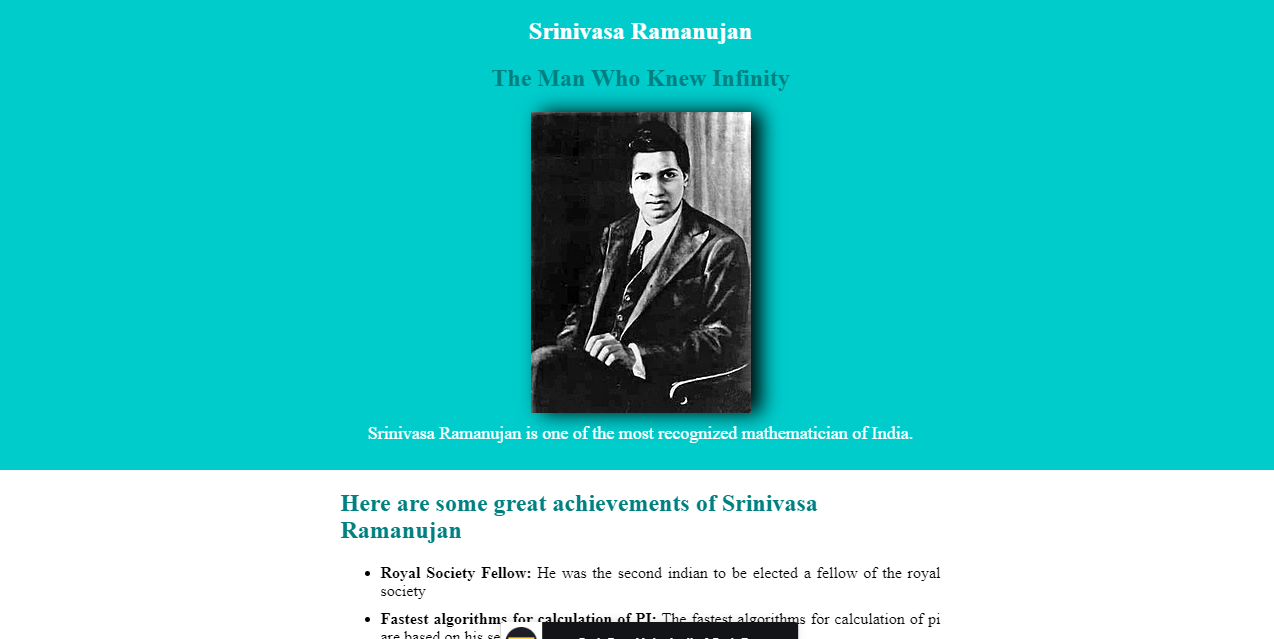 Srinivasa Ramanujan
The Man Who Knew Infinity
Srinivasa Ramanujan is one of the most recognized mathematician of India.
Here are some great achievements of Srinivasa
Ramanujan
Royal Society Fellow: He was the second indian to be elected a fellow of the royal
society
Fastest algorithms for calculation of PI: The fastest algorithms for calculation of pi
are based on his